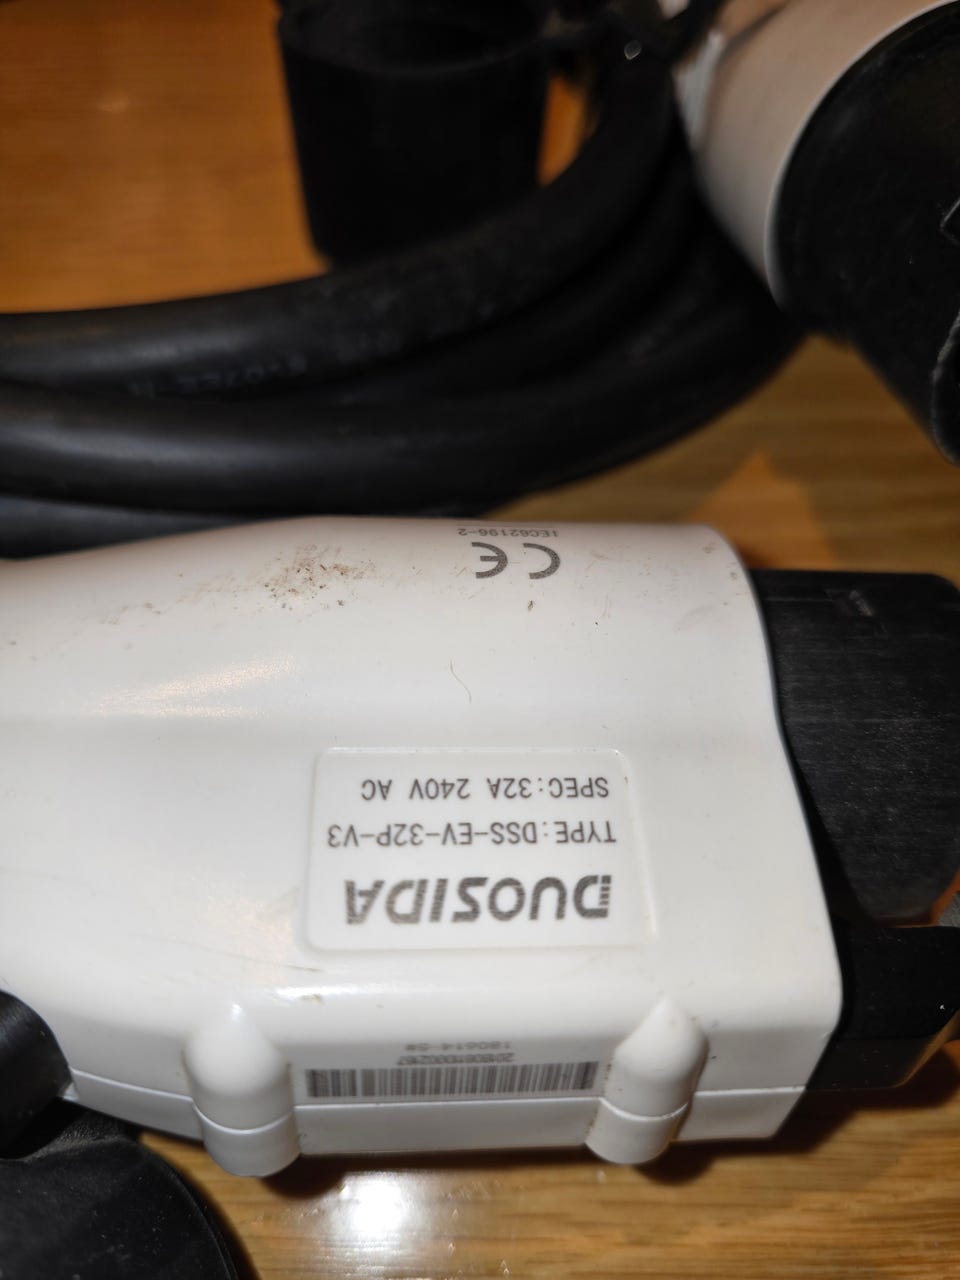 DUOSIDA
TYPE:DSS-EV-32P-V3
SPEC:32A 240V AC
CE
IEC62196-2